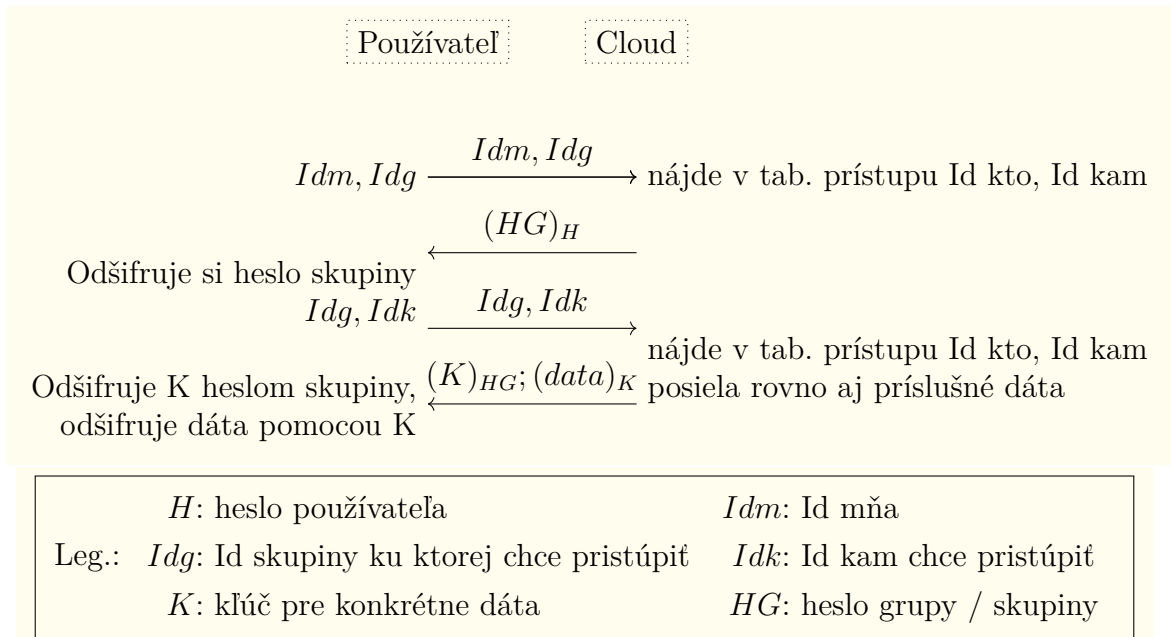 Používateľ Cloud
Idm, Idg
Idm, Idg nájde v tab. prístupu Id kto, Id kam
(HG)_H
Odšifruje si heslo skupiny
Idg, Idk Idg, Idk
nájde v tab. prístupu Id kto, Id kam
Odšifruje K heslom skupiny, (K)_{HG}; (data)_K posiela rovno aj príslušné dáta
odšifruje dáta pomocou K
H: heslo používateľa Idm: Id mňa
Leg.: Idg: Id skupiny ku ktorej chce pristúpiť Idk: Id kam chce pristúpiť
K: kľúč pre konkrétne dáta HG: heslo grupy / skupiny